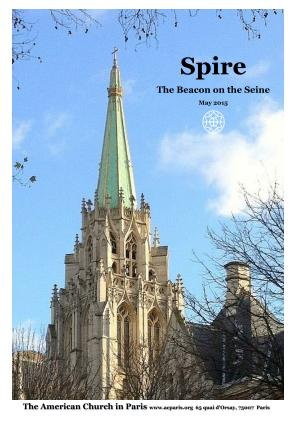 Spire
The Beacon on the Seine
May 2015
The American Church in Paris www.acparis.org 65 quai d'Orsay, 75007 Paris